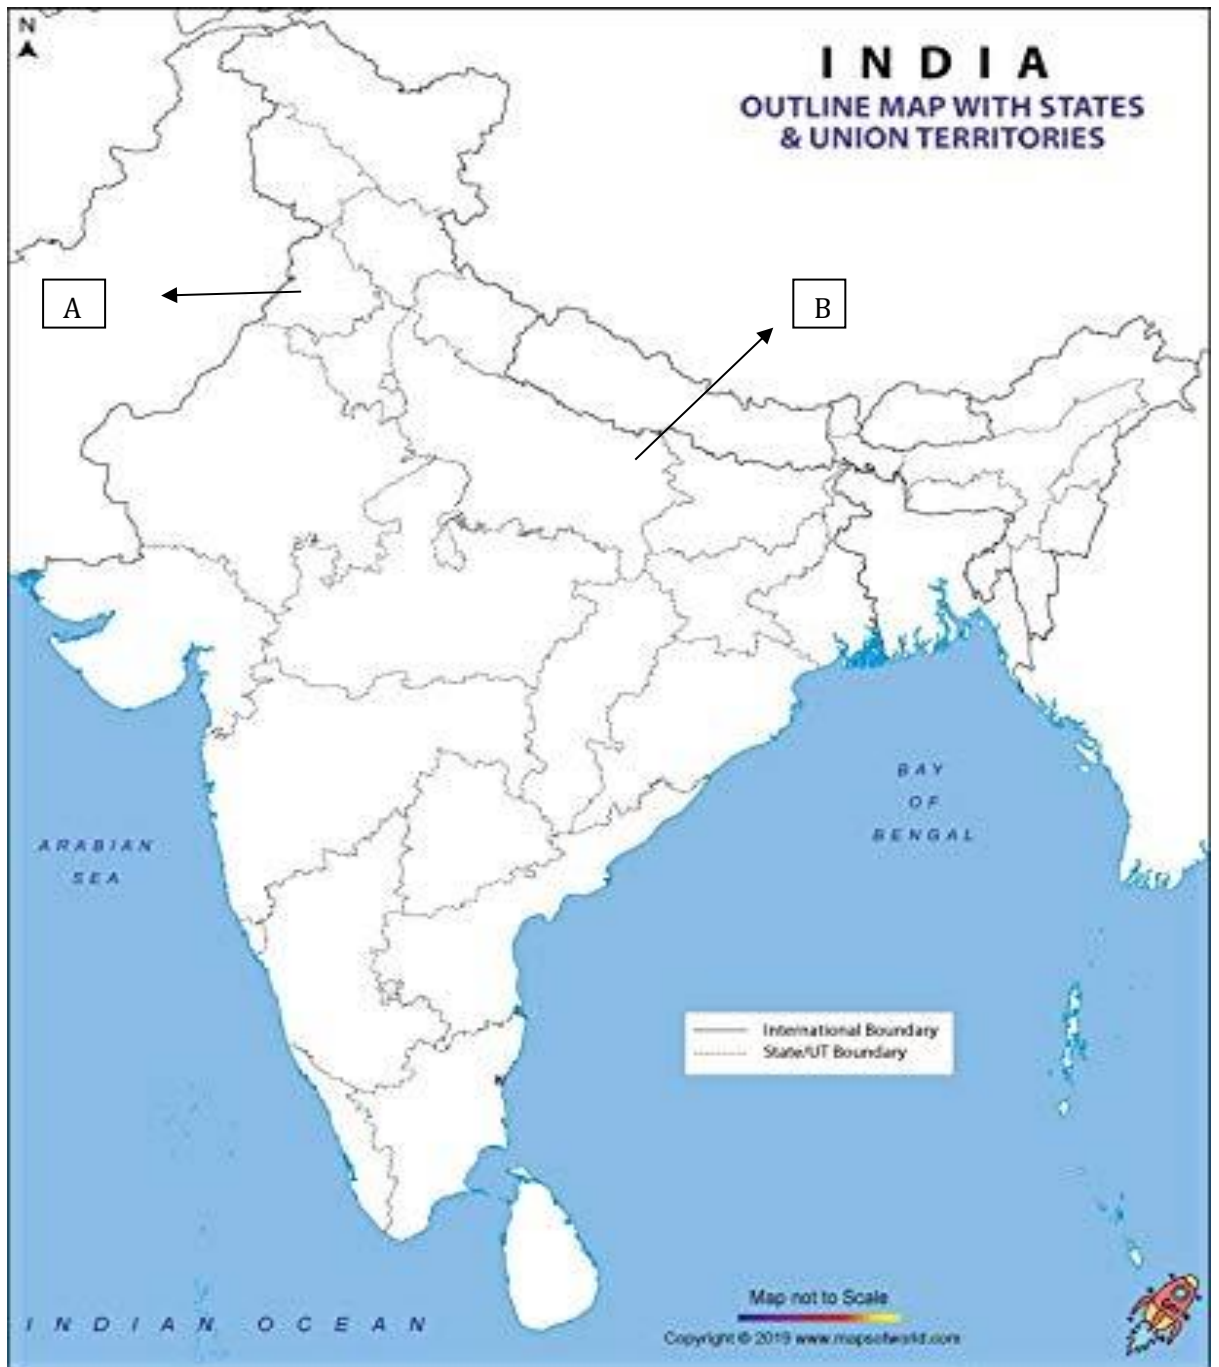 N
I N D I A
OUTLINE MAP WITH STATES
& UNION TERRITORIES
A
B
BAY
OF
BENGAL
ARABIAN
SEA
International Boundary
State/UT Boundary
Map not to Scale
INDIAN OCEAN
Copyright © 2019 www.mapsofworld.com